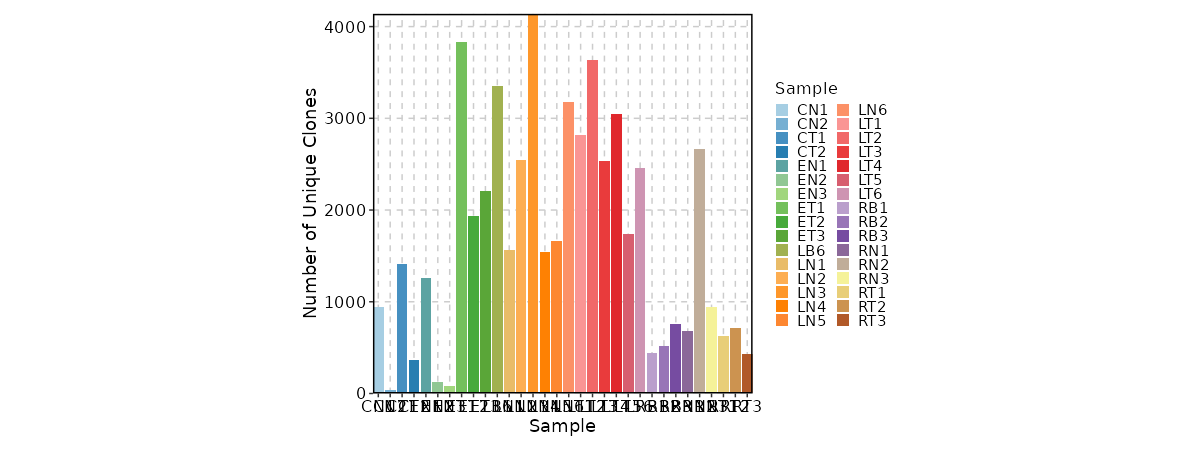 4000
3000
2000
1000
0
Number of Unique Clones
Sample
Sample
CN1
CN2
CT1
CT2
EN1
EN2
EN3
ET1
ET2
ET3
LB6
LN1
LN2
LN3
LN4
LN5
LN6
LT1
LT2
LT3
LT4
LT5
LT6
RB1
RB2
RB3
RN1
RN2
RN3
RT1
RT2
RT3